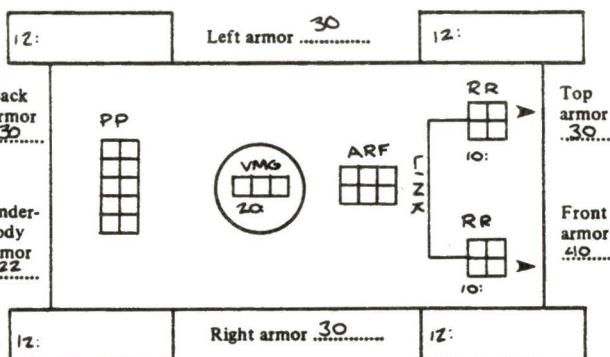 12:
Left armor 30
12:
ack
rmor
30
PP
VMG
20:
ARF
LINK
RR
10:
RR
10:
Top
armor
30
nder-
ody
mor
22
Front
armor
40
12:
Right armor 30
12: